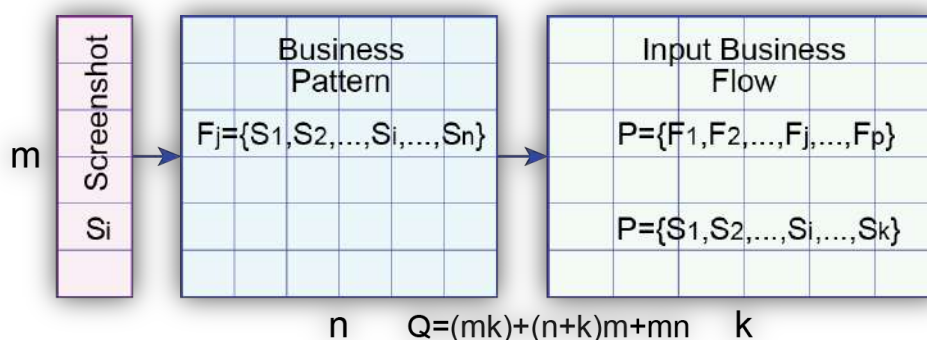 m
Screenshot
Si
Business
Pattern
Fj={S1,S2,...,Si,...,Sn}
Input Business
Flow
P={F1,F2,...,Fj,...,Fp}
P={S1,S2,...,Si,...,Sk}
n
Q=(mk)+(n+k)m+mn
k